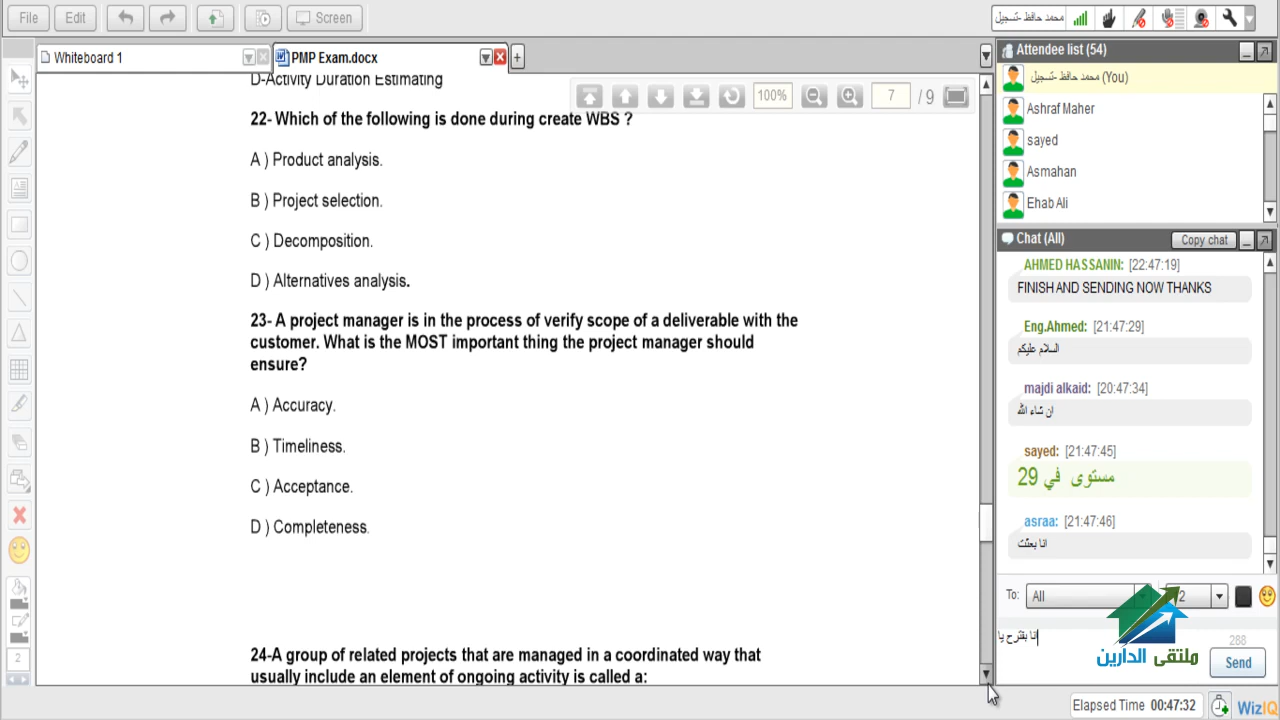 File
Edit
Screen
محمد حافظ -تسجيل
Whiteboard 1
PMP Exam.docx
+
D-Activity Duration Estimating
100%
7
/ 9
22- Which of the following is done during create WBS ?
A ) Product analysis.
B ) Project selection.
C ) Decomposition.
D ) Alternatives analysis.
23- A project manager is in the process of verify scope of a deliverable with the
customer. What is the MOST important thing the project manager should
ensure?
A ) Accuracy.
B ) Timeliness.
C ) Acceptance.
D ) Completeness.
24-A group of related projects that are managed in a coordinated way that
usually include an element of ongoing activity is called a:
2
Attendee list (54)
محمد حافظ -تسجيل (You)
Ashraf Maher
sayed
Asmahan
Ehab Ali
Chat (All)
Copy chat
AHMED HASSANIN: [22:47:19]
FINISH AND SENDING NOW THANKS
Eng.Ahmed: [21:47:29]
السلام عليكم
majdi alkaid: [20:47:34]
ان شاء الله
sayed: [21:47:45]
مستوى في 29
asraa: [21:47:46]
انا بعتت
To:
All
انا بقترح يا
288
Send
ملتقى الدارين
Elapsed Time 00:47:32
WizIQ